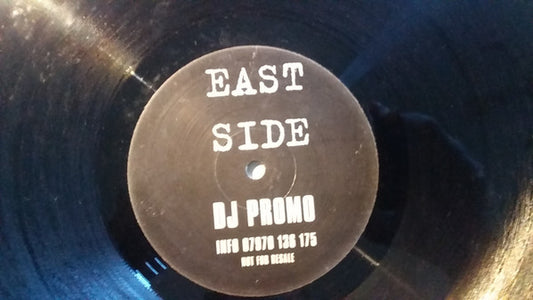 EAST
SIDE
DJ PROMO
INFO 07970 136 175
NOT FOR RESALE